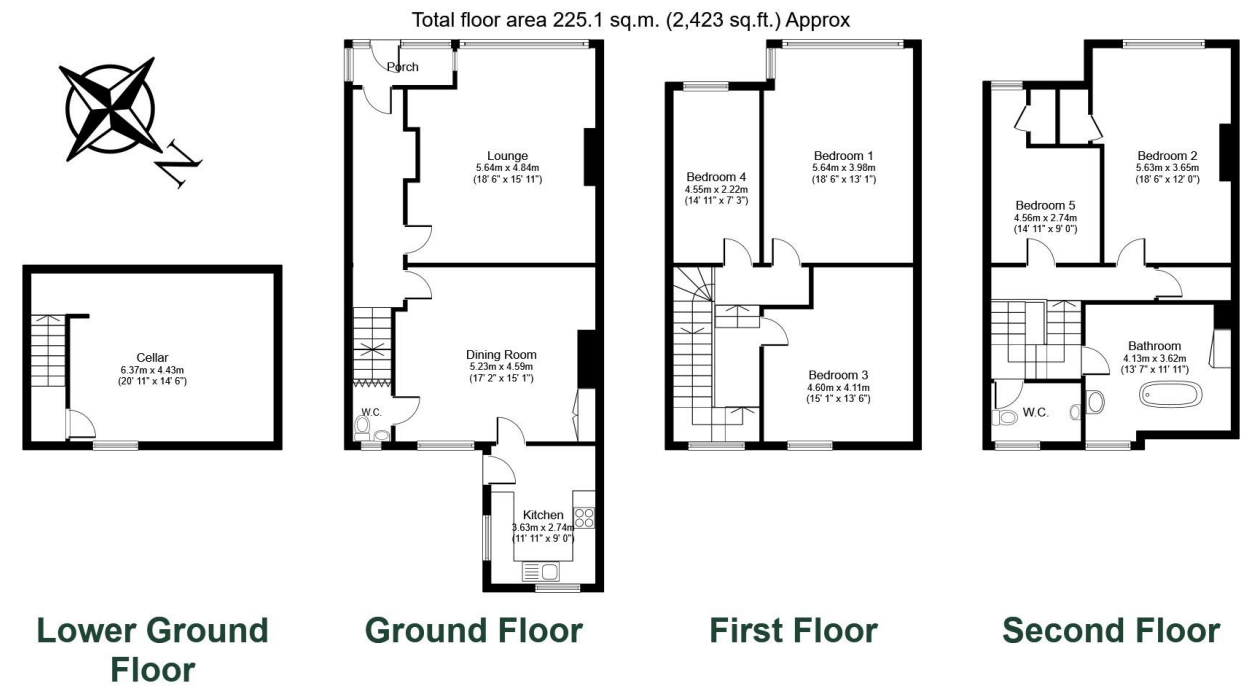 Total floor area 225.1 sq.m. (2,423 sq.ft.) Approx
N
Cellar
6.37m x 4.43m
(20' 11" x 14' 6")
Lower Ground
Floor
Porch
Lounge
5.64m x 4.84m
(18' 6" x 15' 11")
Dining Room
5.23m x 4.59m
(17' 2" x 15' 1")
W.C.
Kitchen
3.63m x 2.74m
(11' 11" x 9' 0")
Ground Floor
Bedroom 1
5.64m x 3.98m
(18' 6" x 13' 1")
Bedroom 4
4.55m x 2.22m
(14' 11" x 7' 3")
Bedroom 3
4.60m x 4.11m
(15' 1" x 13' 6")
First Floor
Bedroom 2
5.63m x 3.65m
(18' 6" x 12' 0")
Bedroom 5
4.56m x 2.74m
(14' 11" x 9' 0")
Bathroom
4.13m x 3.62m
(13' 7" x 11' 11")
W.C.
Second Floor